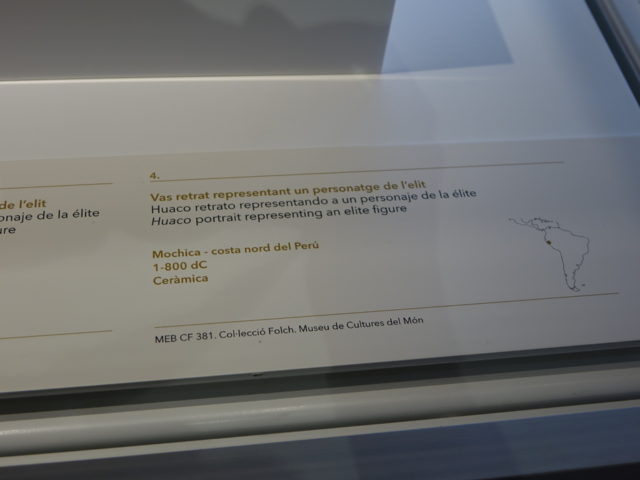 de l'elit
onaje de la élite
ure
4.
Vas retrat representant un personatge de l'elit
Huaco retrato representando a un personaje de la élite
Huaco portrait representing an elite figure
Mochica - costa nord del Perú
1-800 dC
Ceràmica
MEB CF 381. Col·lecció Folch. Museu de Cultures del Món